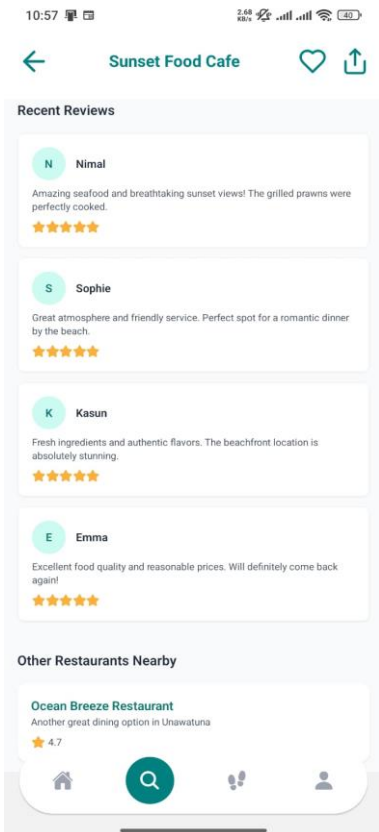 10:57
2.68
KB/s
40
Sunset Food Cafe
Recent Reviews
N
Nimal
Amazing seafood and breathtaking sunset views! The grilled prawns were
perfectly cooked.
S
Sophie
Great atmosphere and friendly service. Perfect spot for a romantic dinner
by the beach.
K
Kasun
Fresh ingredients and authentic flavors. The beachfront location is
absolutely stunning.
E
Emma
Excellent food quality and reasonable prices. Will definitely come back
again!
Other Restaurants Nearby
Ocean Breeze Restaurant
Another great dining option in Unawatuna
4.7